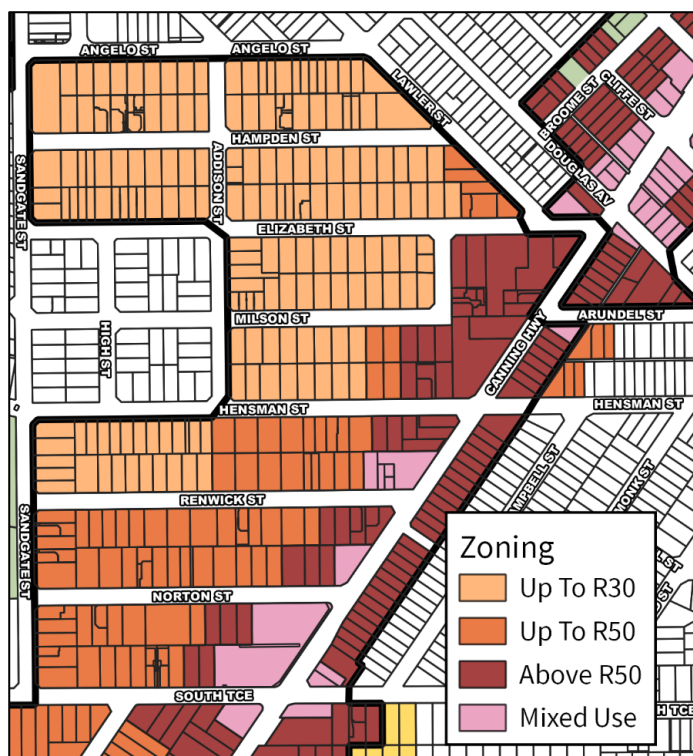 ANGELO ST
ANGELO ST
LAWLER ST
BROOME ST
CLIFFE ST
DOUGLAS AV
HAMPDEN ST
ADDISON ST
SANDGATE ST
ELIZABETH ST
MILSON ST
HIGH ST
CANNING HWY
ARUNDEL ST
HENSMAN ST
HENSMAN ST
MONK ST
RENWICK ST
SANDGATE ST
NORTON ST
SOUTH TCE
Zoning
Up To R30
Up To R50
Above R50
Mixed Use